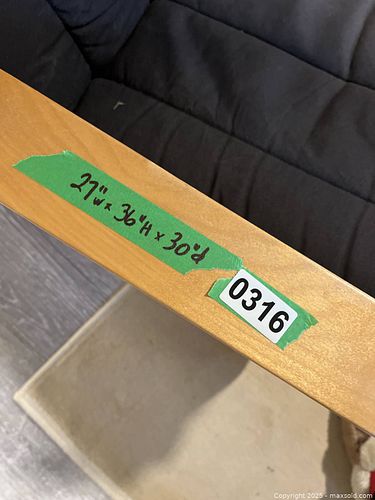 27"w x 36"H x 30"d
0316
Copyright 2025 - maxsold.com